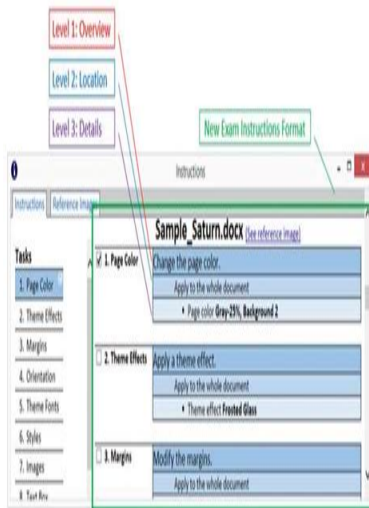 Level 1: Overview
Level 2: Location
Level 3: Details
New Exam Instructions Format
Instructions
Instructions
Reference Images
Sample_Saturn.docx (See reference image)
Tasks
1. Page Color
2. Theme Effects
3. Margins
4. Orientation
5. Theme Fonts
6. Styles
7. Images
8. Text Box
1. Page Color
Change the page color.
Apply to the whole document
• Page color Gray-25%, Background 2
2. Theme Effects
Apply a theme effect.
Apply to the whole document
• Theme effect Frosted Glass
3. Margins
Modify the margins.
Apply to the whole document